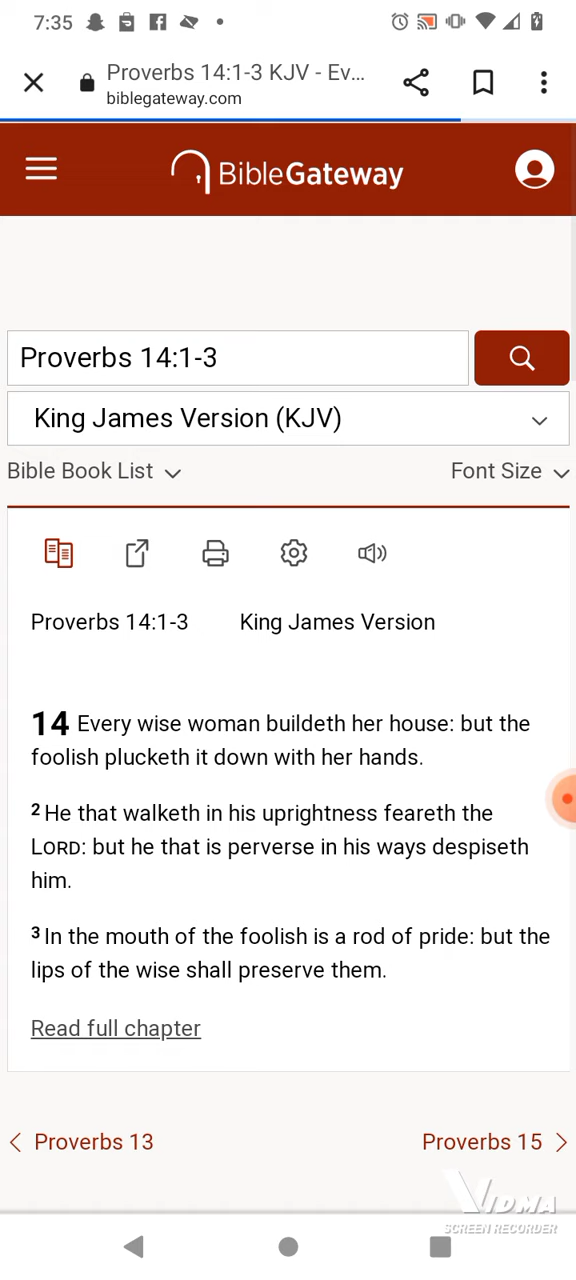 7:35
Proverbs 14:1-3 KJV - Ev...
biblegateway.com
BibleGateway
Proverbs 14:1-3
King James Version (KJV)
Bible Book List
Font Size
Proverbs 14:1-3 King James Version
14 Every wise woman buildeth her house: but the
foolish plucketh it down with her hands.
2 He that walketh in his uprightness feareth the
LORD: but he that is perverse in his ways despiseth
him.
3 In the mouth of the foolish is a rod of pride: but the
lips of the wise shall preserve them.
Read full chapter
Proverbs 13
Proverbs 15
VIDMA
SCREEN RECORDER